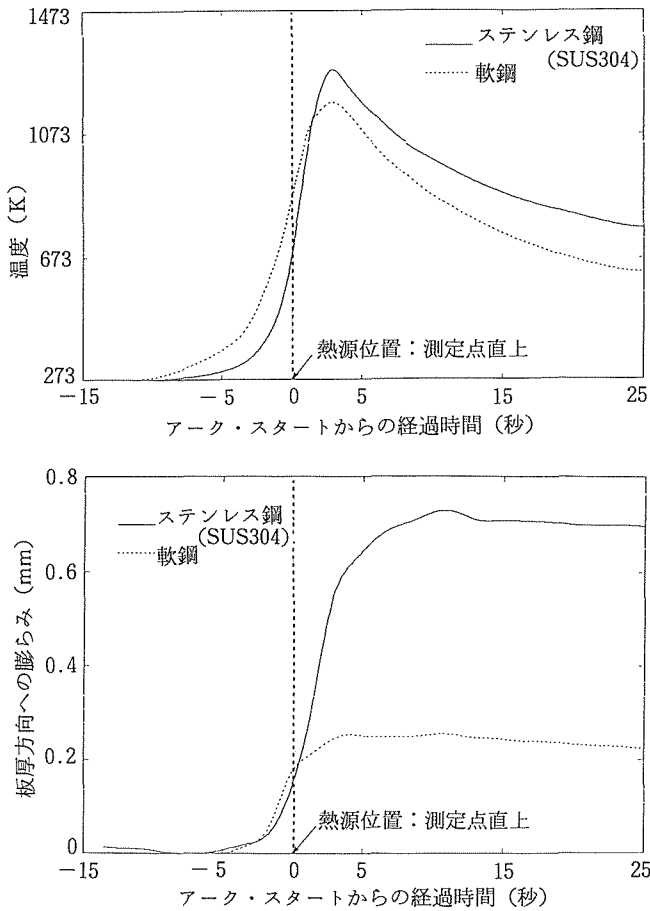 1473
ステンレス鋼
(SUS304)
軟鋼
1073
温度 (K)
673
熱源位置：測定点直上
273
−15 −5 0 5 15 25
アーク・スタートからの経過時間 (秒)
0.8
ステンレス鋼
(SUS304)
軟鋼
0.6
板厚方向への膨らみ (mm)
0.4
0.2
熱源位置：測定点直上
0
−15 −5 0 5 15 25
アーク・スタートからの経過時間 (秒)